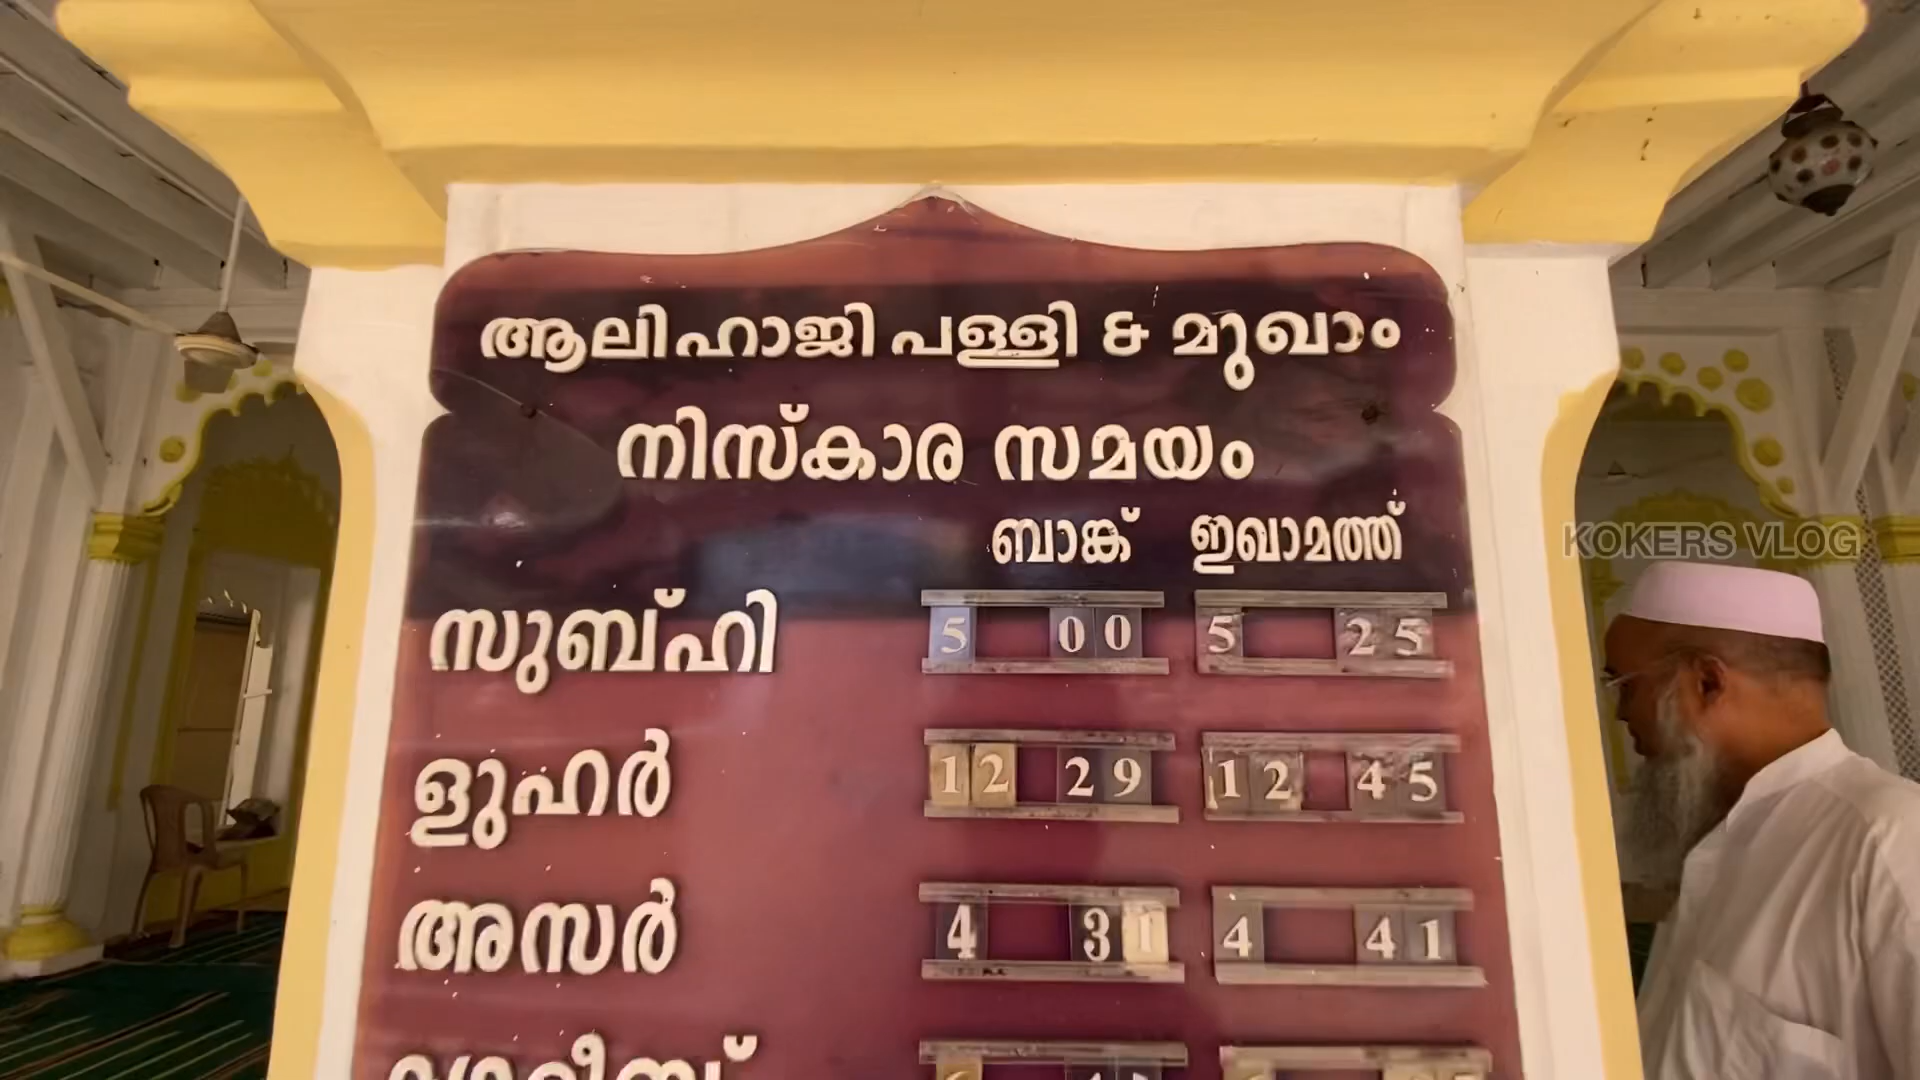 ആലിഹാജി പള്ളി & മുഖാം
നിസ്കാര സമയം
ബാങ്ക് ഇഖാമത്ത്
സുബ്ഹി 5 00 5 25
ളുഹർ 12 29 12 45
അസർ 4 31 4 41
KOKERS VLOG